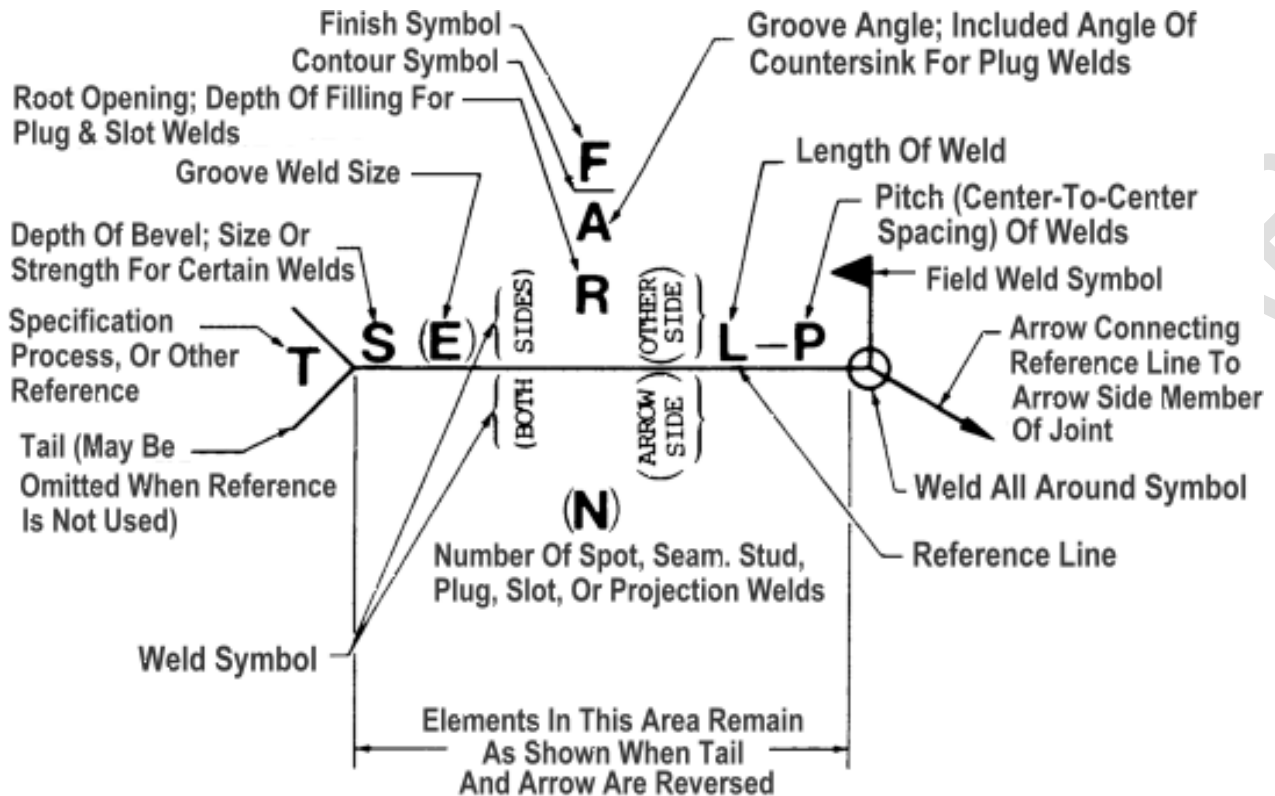 Finish Symbol
Contour Symbol
Root Opening; Depth Of Filling For
Plug & Slot Welds
Groove Weld Size
Depth Of Bevel; Size Or
Strength For Certain Welds
Specification
Process, Or Other
Reference
Tail (May Be
Omitted When Reference
Is Not Used)
Groove Angle; Included Angle Of
Countersink For Plug Welds
Length Of Weld
Pitch (Center-To-Center
Spacing) Of Welds
Field Weld Symbol
Arrow Connecting
Reference Line To
Arrow Side Member
Of Joint
Weld All Around Symbol
Reference Line
F
A
R
T
S
(E)
(BOTH SIDES)
(OTHER
SIDE)
(ARROW
SIDE)
L – P
(N)
Number Of Spot, Seam. Stud,
Plug, Slot, Or Projection Welds
Weld Symbol
Elements In This Area Remain
As Shown When Tail
And Arrow Are Reversed